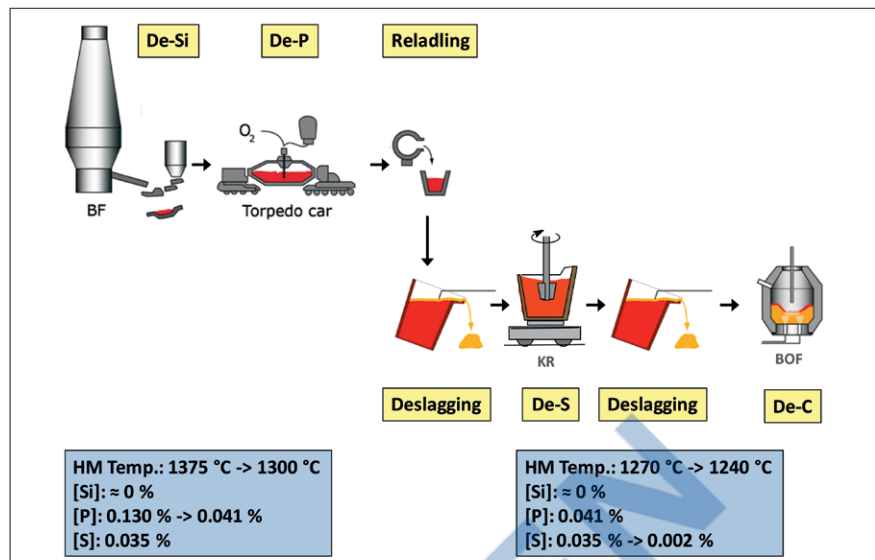 De-Si
De-P
Reladling
O₂
BF
Torpedo car
KR
BOF
Deslagging
De-S
Deslagging
De-C
HM Temp.: 1375 °C -> 1300 °C
[Si]: ≈ 0 %
[P]: 0.130 % -> 0.041 %
[S]: 0.035 %
HM Temp.: 1270 °C -> 1240 °C
[Si]: ≈ 0 %
[P]: 0.041 %
[S]: 0.035 % -> 0.002 %